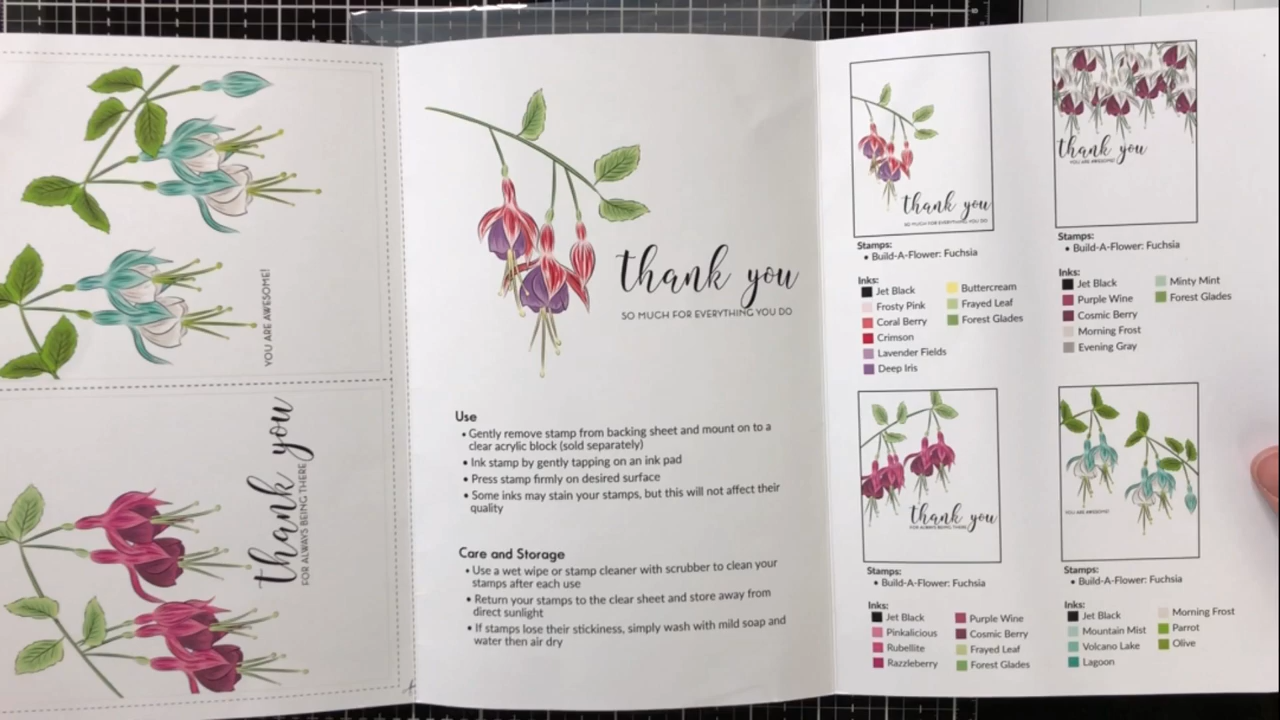 YOU ARE AWESOME!
thank you
FOR ALWAYS BEING THERE
thank you
SO MUCH FOR EVERYTHING YOU DO
Use
• Gently remove stamp from backing sheet and mount on to a
clear acrylic block (sold separately)
• Ink stamp by gently tapping on an ink pad
• Press stamp firmly on desired surface
• Some inks may stain your stamps, but this will not affect their
quality
Care and Storage
• Use a wet wipe or stamp cleaner with scrubber to clean your
stamps after each use
• Return your stamps to the clear sheet and store away from
direct sunlight
• If stamps lose their stickiness, simply wash with mild soap and
water then air dry
thank you
SO MUCH FOR EVERYTHING YOU DO
Stamps:
• Build-A-Flower: Fuchsia
Inks:
Jet Black
Frosty Pink
Coral Berry
Crimson
Lavender Fields
Deep Iris
Buttercream
Frayed Leaf
Forest Glades
thank you
YOU ARE AWESOME!
Stamps:
• Build-A-Flower: Fuchsia
Inks:
Jet Black
Purple Wine
Cosmic Berry
Morning Frost
Evening Gray
Minty Mint
Forest Glades
thank you
FOR ALWAYS BEING THERE
Stamps:
• Build-A-Flower: Fuchsia
Inks:
Jet Black
Pinkalicious
Rubellite
Razzleberry
Purple Wine
Cosmic Berry
Frayed Leaf
Forest Glades
YOU ARE AWESOME!
Stamps:
• Build-A-Flower: Fuchsia
Inks:
Jet Black
Mountain Mist
Volcano Lake
Lagoon
Morning Frost
Parrot
Olive